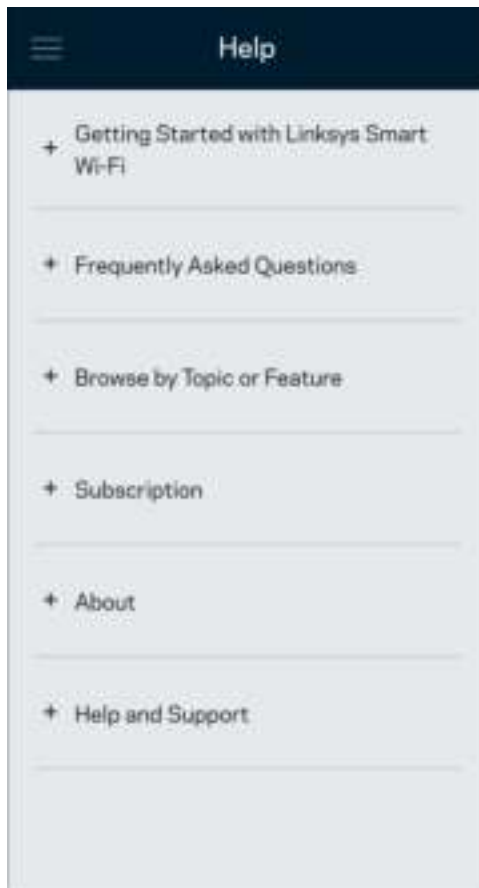 Help
+ Getting Started with Linksys Smart
Wi-Fi
+ Frequently Asked Questions
+ Browse by Topic or Feature
+ Subscription
+ About
+ Help and Support